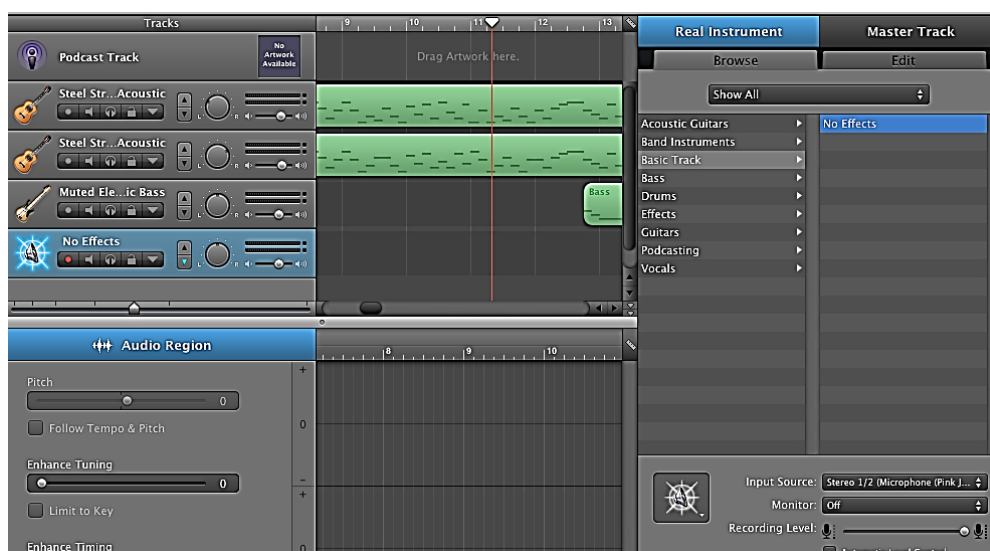 Tracks
9 10 11 12 13
Real Instrument
Master Track
Podcast Track
No
Artwork
Available
Drag Artwork here.
Browse
Edit
Show All
Steel Str...Acoustic
L R
Steel Str...Acoustic
L R
Muted Ele...ic Bass
L R
Bass
No Effects
L R
Acoustic Guitars
Band Instruments
Basic Track
Bass
Drums
Effects
Guitars
Podcasting
Vocals
No Effects
Audio Region
8 9 10
Pitch
0
Follow Tempo & Pitch
Enhance Tuning
0
Limit to Key
Enhance Timing
+
0
-
+
0
Input Source: Stereo 1/2 (Microphone (Pink J...
Monitor: Off
Recording Level: